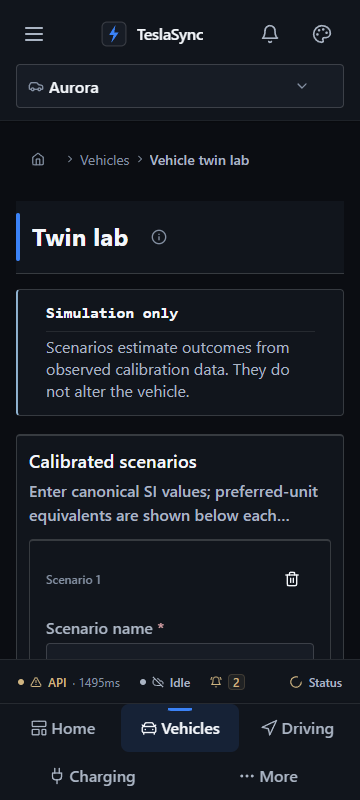 TeslaSync
Aurora
Vehicles
Vehicle twin lab
Twin lab
Simulation only
Scenarios estimate outcomes from
observed calibration data. They do
not alter the vehicle.
Calibrated scenarios
Enter canonical SI values; preferred-unit
equivalents are shown below each...
Scenario 1
Scenario name *
API · 1495ms
Idle
2
Status
Home
Vehicles
Driving
Charging
More